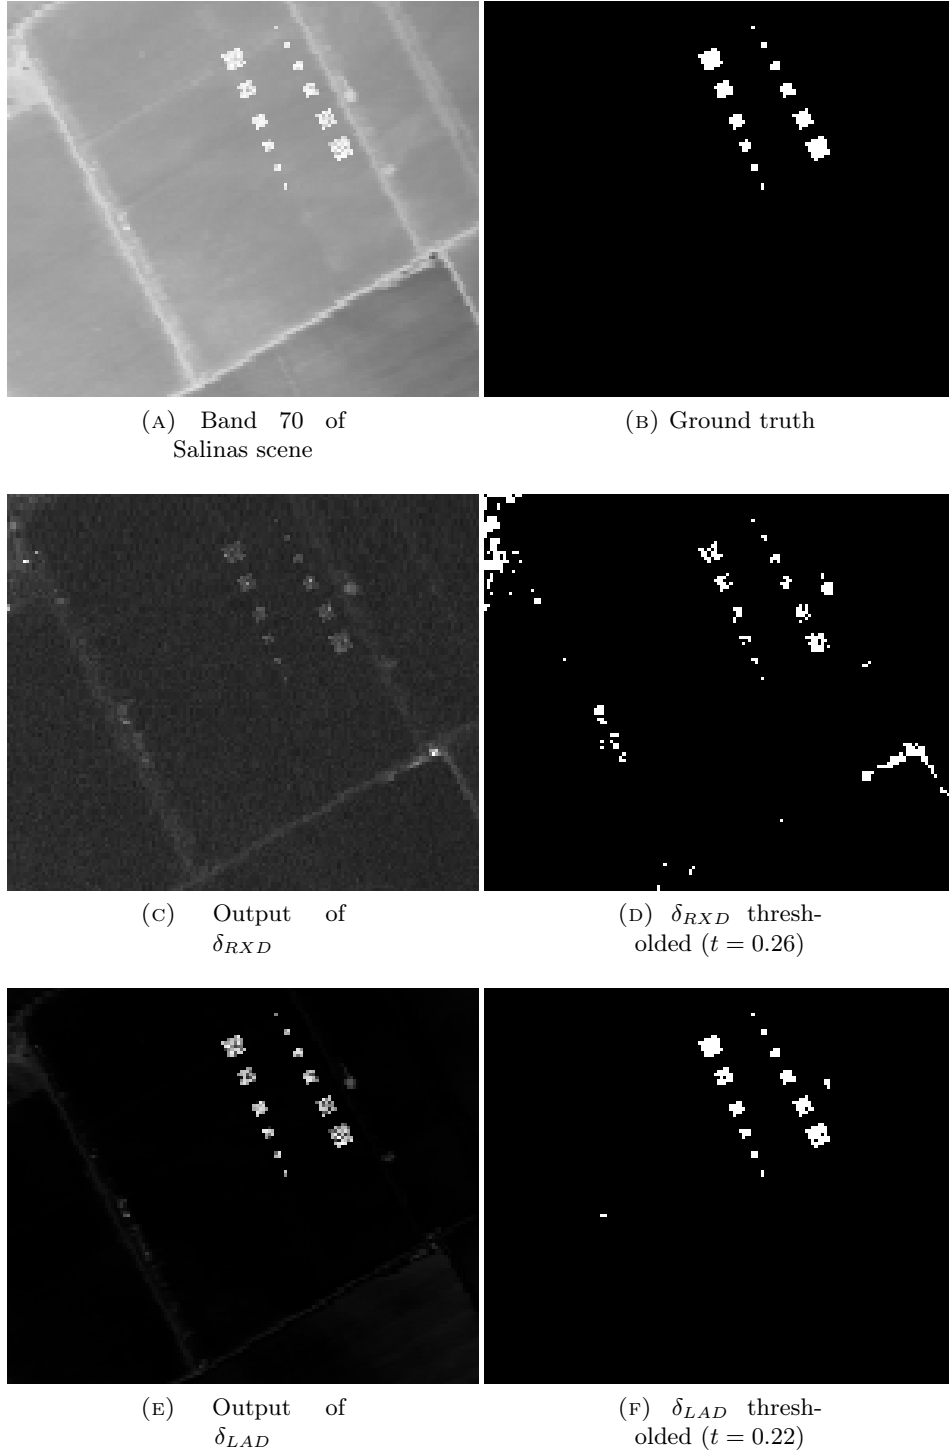 (A) Band 70 of
Salinas scene
(B) Ground truth
(C) Output of
δ_RXD
(D) δ_RXD thresh-
olded (t = 0.26)
(E) Output of
δ_LAD
(F) δ_LAD thresh-
olded (t = 0.22)